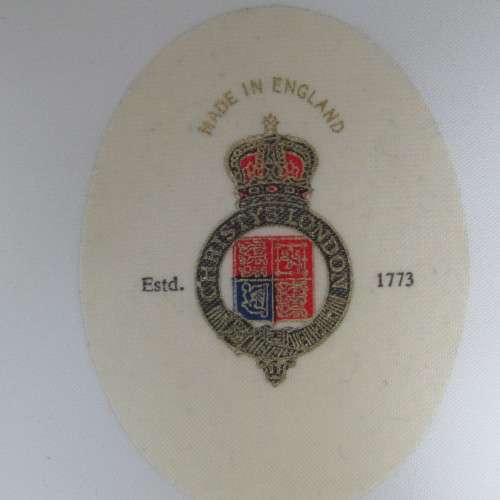 MADE IN ENGLAND
CHRISTYS LONDON
Estd. 1773